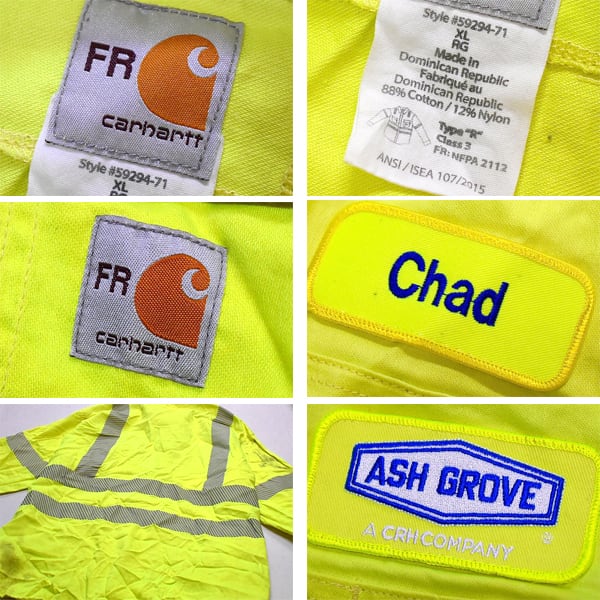 FR
carhartt
Style #59294-71
XL
RG
Style #59294-71
XL
RG
Made in
Dominican Republic
Fabriqué au
Dominican Republic
88% Cotton / 12% Nylon
Type "R"
Class 3
FR: NFPA 2112
ANSI / ISEA 107/2015
FR
carhartt
Chad
ASH GROVE
®
A CRH COMPANY